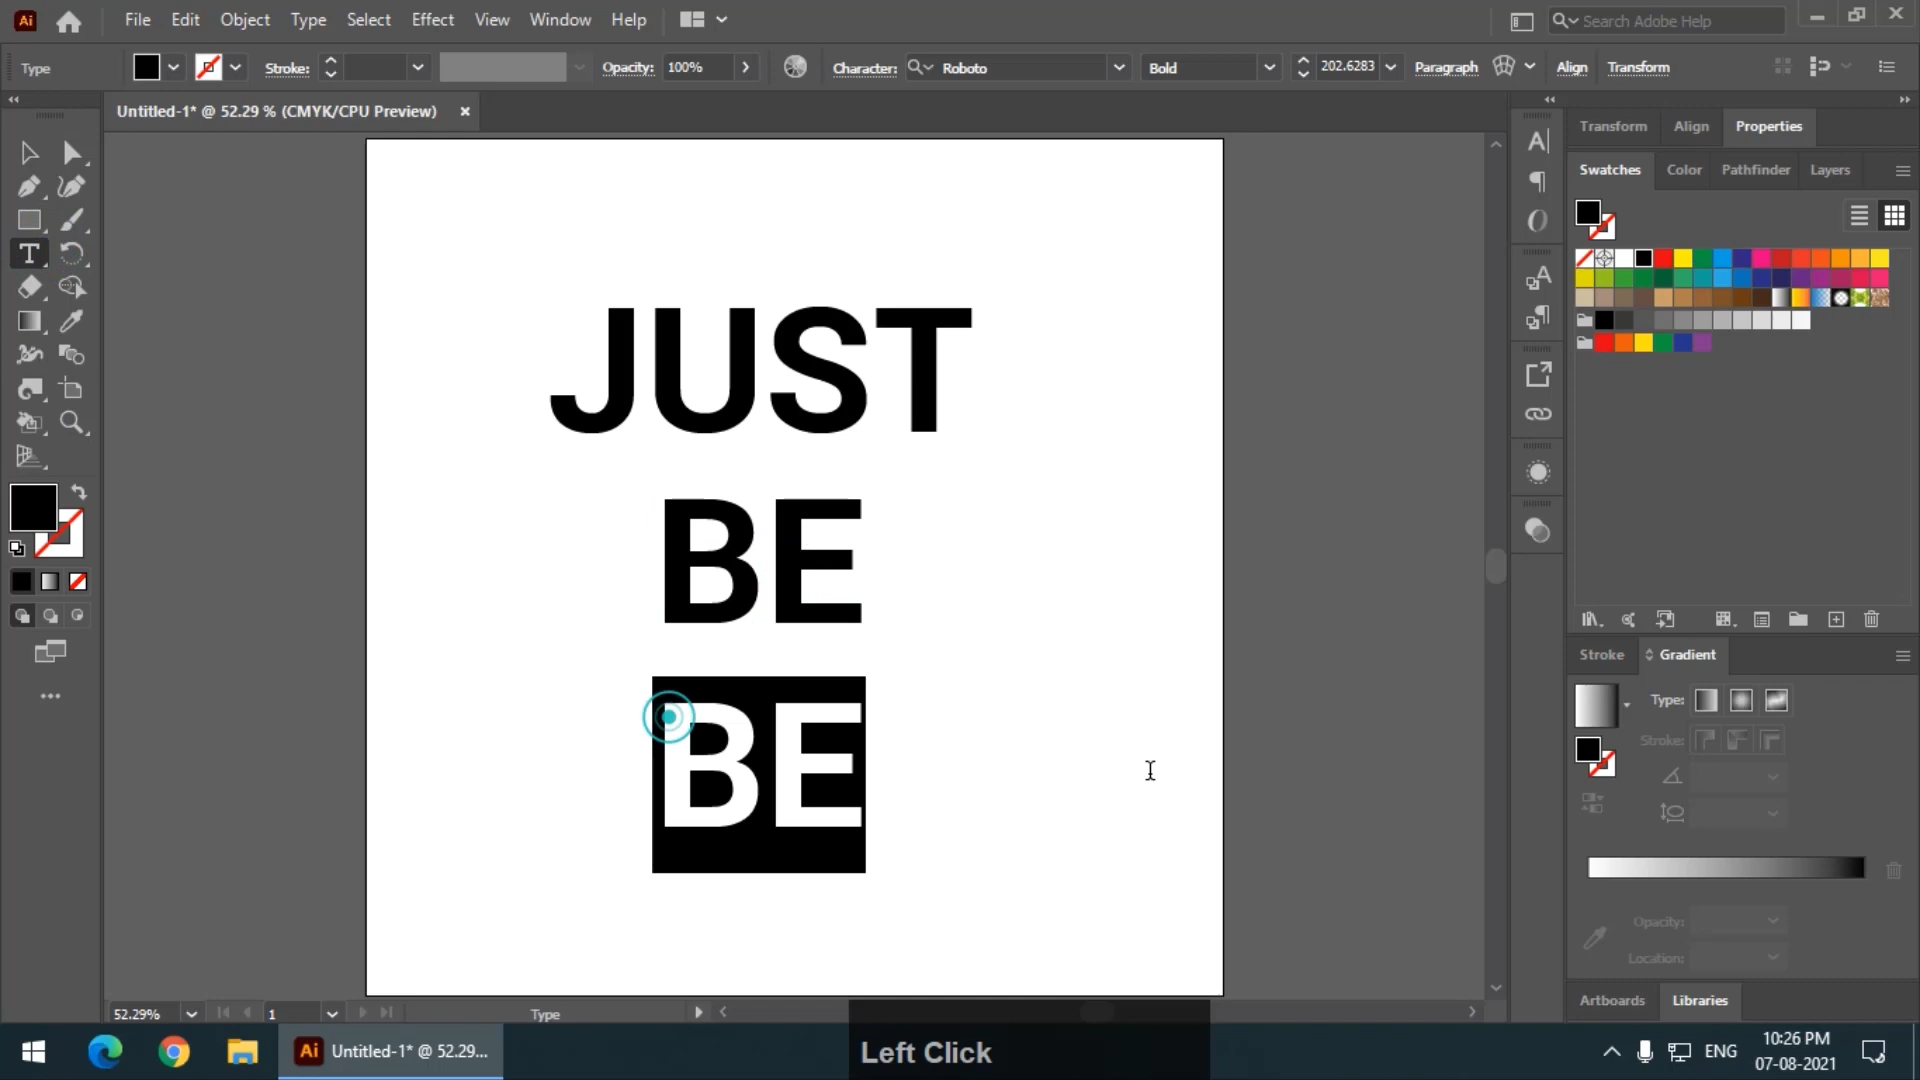 Ai File Edit Object Type Select Effect View Window Help Search Adobe Help
Type Stroke: Opacity: 100% Character: Roboto Bold 202.6283 Paragraph Align Transform
Untitled-1* @ 52.29 % (CMYK/CPU Preview)
Transform Align Properties
Swatches Color Pathfinder Layers
JUST
BE
BE
Stroke Gradient
Type:
Stroke:
Opacity:
Location:
Artboards Libraries
52.29% 1 Type
Left Click
Ai Untitled-1* @ 52.29...
ENG
10:26 PM
07-08-2021